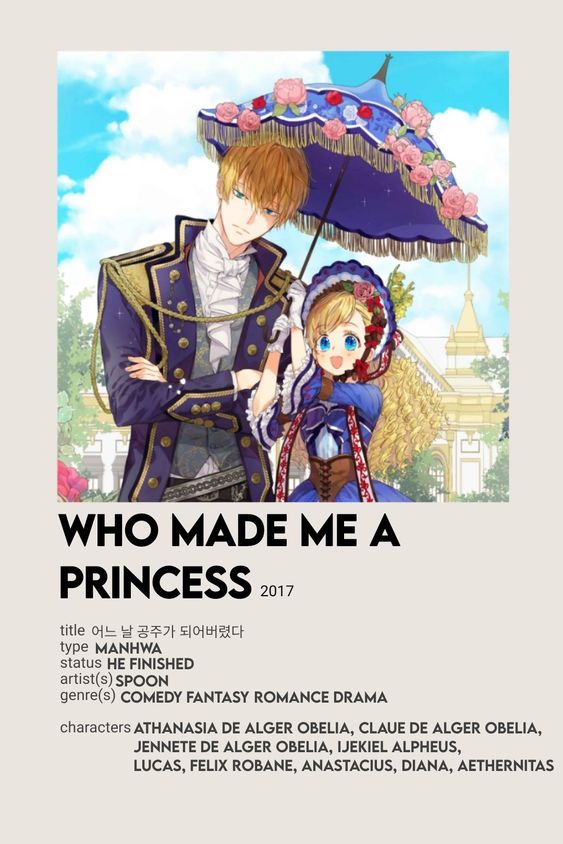 WHO MADE ME A
PRINCESS 2017
title 어느 날 공주가 되어버렸다
type MANHWA
status HE FINISHED
artist(s) SPOON
genre(s) COMEDY FANTASY ROMANCE DRAMA
characters ATHANASIA DE ALGER OBELIA, CLAUE DE ALGER OBELIA,
JENNETE DE ALGER OBELIA, IJEKIEL ALPHEUS,
LUCAS, FELIX ROBANE, ANASTACIUS, DIANA, AETHERNITAS